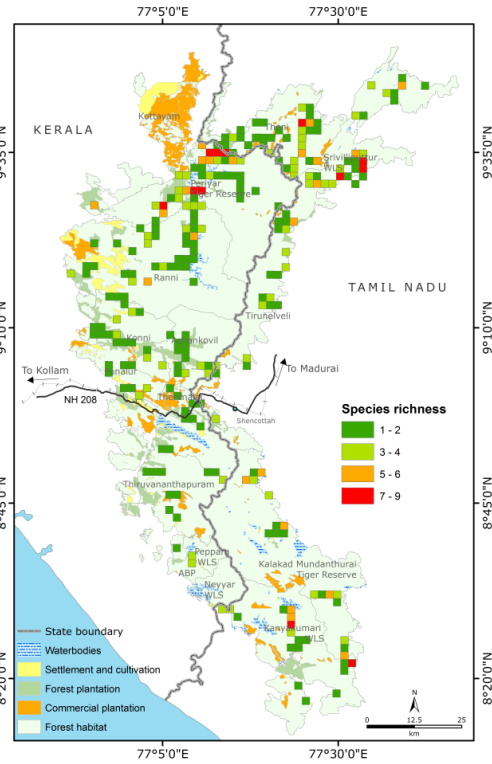 77°5'0"E 77°30'0"E
KERALA
Kottayam
Theni
9°35'0"N 9°35'0"N
Srivilliputtur
WLS
Periyar
Tiger Reserve
Ranni
TAMIL NADU
Tirunelveli
9°10'0"N 9°10'0"N
Konni
To Kollam
To Madurai
NH 208
Shencottah
Species richness
1 - 2
3 - 4
5 - 6
7 - 9
Thiruvananthapuram
8°45'0"N 8°45'0"N
Peppara
WLS
ABP
Kalakad Mundanthurai
Tiger Reserve
Neyyar
WLS
Kanyakumari
WLS
State boundary
Waterbodies
Settlement and cultivation
Forest plantation
Commercial plantation
Forest habitat
8°20'0"N 8°20'0"N
N
0 12.5 25
km
77°5'0"E 77°30'0"E